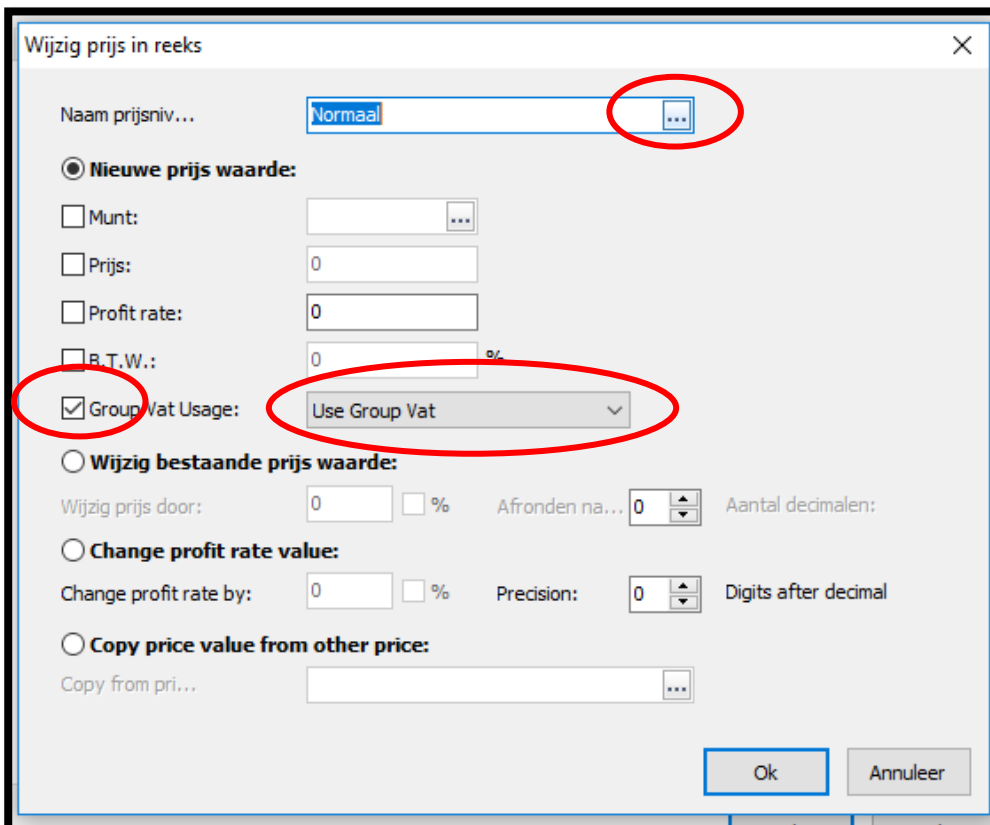 Wijzig prijs in reeks
Naam prijsniv... Normaal ...
Nieuwe prijs waarde:
Munt: ...
Prijs: 0
Profit rate: 0
B.T.W.: 0 %
Group Vat Usage: Use Group Vat
Wijzig bestaande prijs waarde:
Wijzig prijs door: 0 % Afronden na... 0 Aantal decimalen:
Change profit rate value:
Change profit rate by: 0 % Precision: 0 Digits after decimal
Copy price value from other price:
Copy from pri... ...
Ok Annuleer